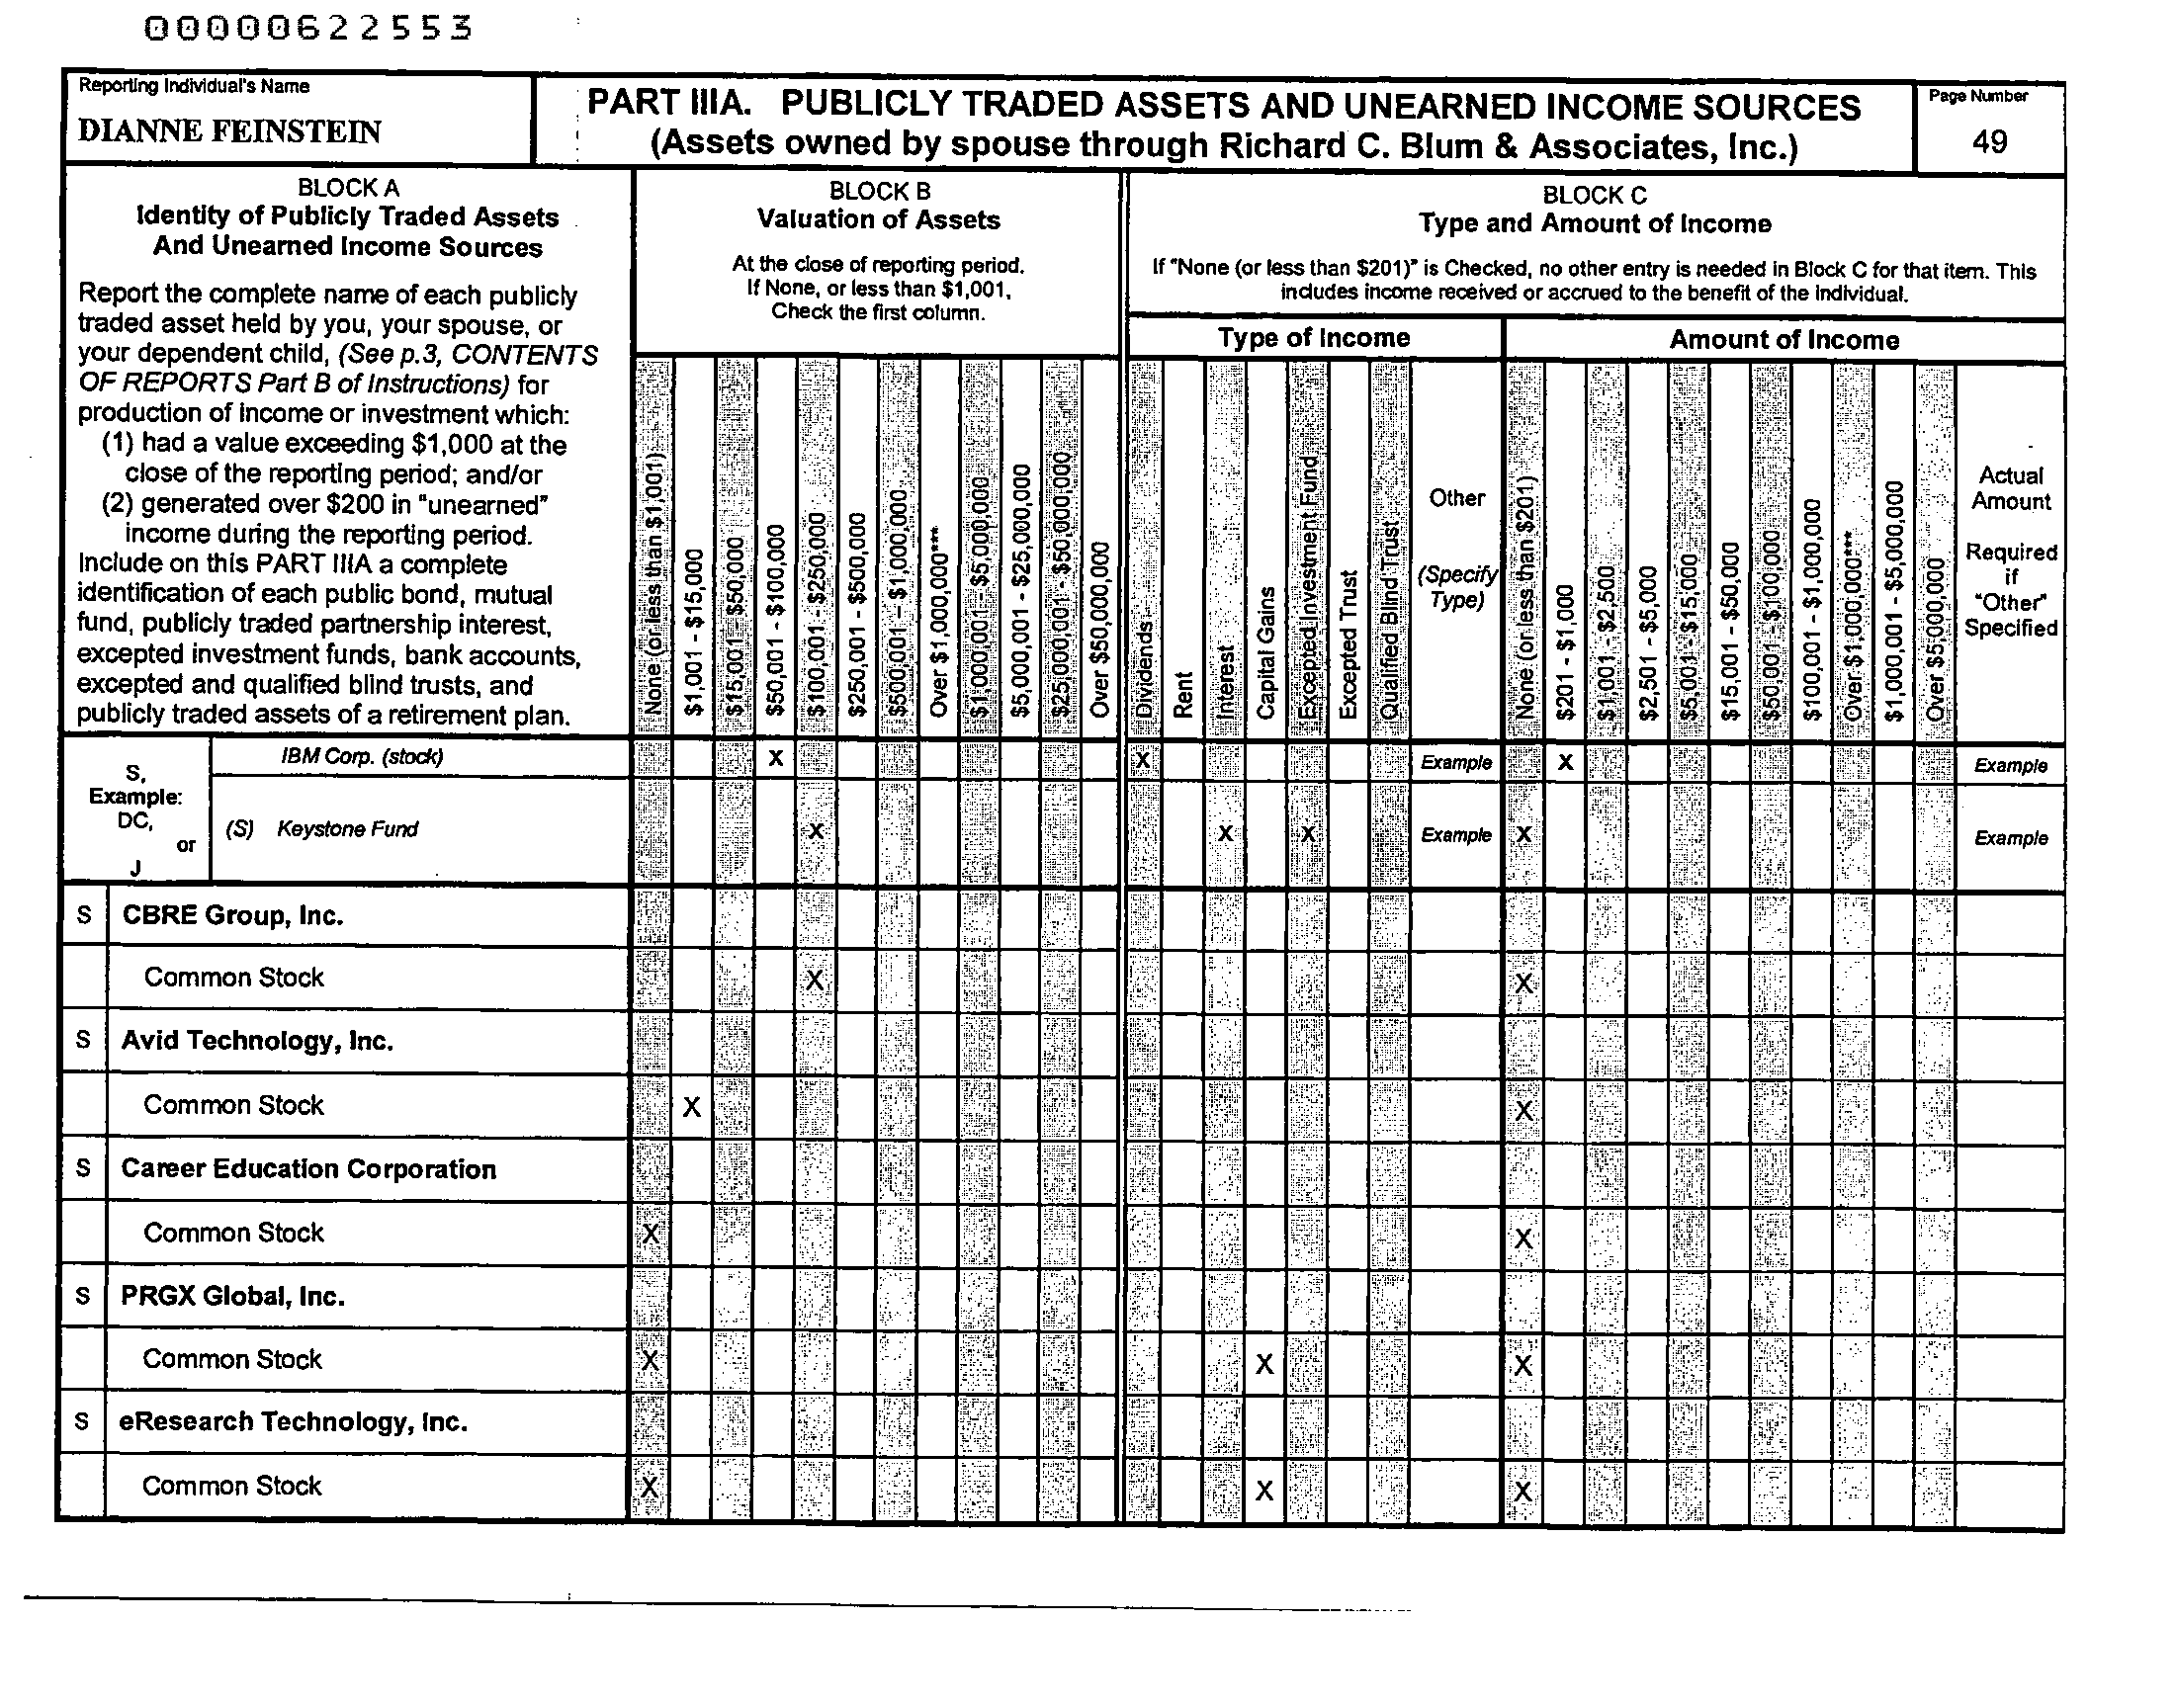 00000622553
Reporting Individual's Name
DIANNE FEINSTEIN
PART IIIA. PUBLICLY TRADED ASSETS AND UNEARNED INCOME SOURCES
(Assets owned by spouse through Richard C. Blum & Associates, Inc.)
Page Number
49
BLOCK A
Identity of Publicly Traded Assets
And Unearned Income Sources
Report the complete name of each publicly
traded asset held by you, your spouse, or
your dependent child, (See p.3, CONTENTS
OF REPORTS Part B of Instructions) for
production of income or investment which:
(1) had a value exceeding $1,000 at the
close of the reporting period; and/or
(2) generated over $200 in "unearned"
income during the reporting period.
Include on this PART IIIA a complete
identification of each public bond, mutual
fund, publicly traded partnership interest,
excepted investment funds, bank accounts,
excepted and qualified blind trusts, and
publicly traded assets of a retirement plan.
BLOCK B
Valuation of Assets
At the close of reporting period.
If None, or less than $1,001,
Check the first column.
BLOCK C
Type and Amount of Income
If "None (or less than $201)" is Checked, no other entry is needed in Block C for that item. This
includes income received or accrued to the benefit of the individual.
Type of Income
Amount of Income
None (or less than $1,001)
$1,001 - $15,000
$15,001 - $50,000
$50,001 - $100,000
$100,001 - $250,000
$250,001 - $500,000
$500,001 - $1,000,000
Over $1,000,000***
$1,000,001 - $5,000,000
$5,000,001 - $25,000,000
$25,000,001 - $50,000,000
Over $50,000,000
Dividends
Rent
Interest
Capital Gains
Excepted Investment Fund
Excepted Trust
Qualified Blind Trust
Other
(Specify
Type)
None (or less than $201)
$201 - $1,000
$1,001 - $2,500
$2,501 - $5,000
$5,001 - $15,000
$15,001 - $50,000
$50,001 - $100,000
$100,001 - $1,000,000
Over $1,000,000***
$1,000,001 - $5,000,000
Over $5,000,000
Actual
Amount
Required
if
"Other"
Specified
S,
Example:
DC,
or
J
IBM Corp. (stock) X X Example X Example
(S) Keystone Fund X X X Example X Example
S CBRE Group, Inc.
Common Stock X X
S Avid Technology, Inc.
Common Stock X X
S Career Education Corporation
Common Stock X X
S PRGX Global, Inc.
Common Stock X X X
S eResearch Technology, Inc.
Common Stock X X X